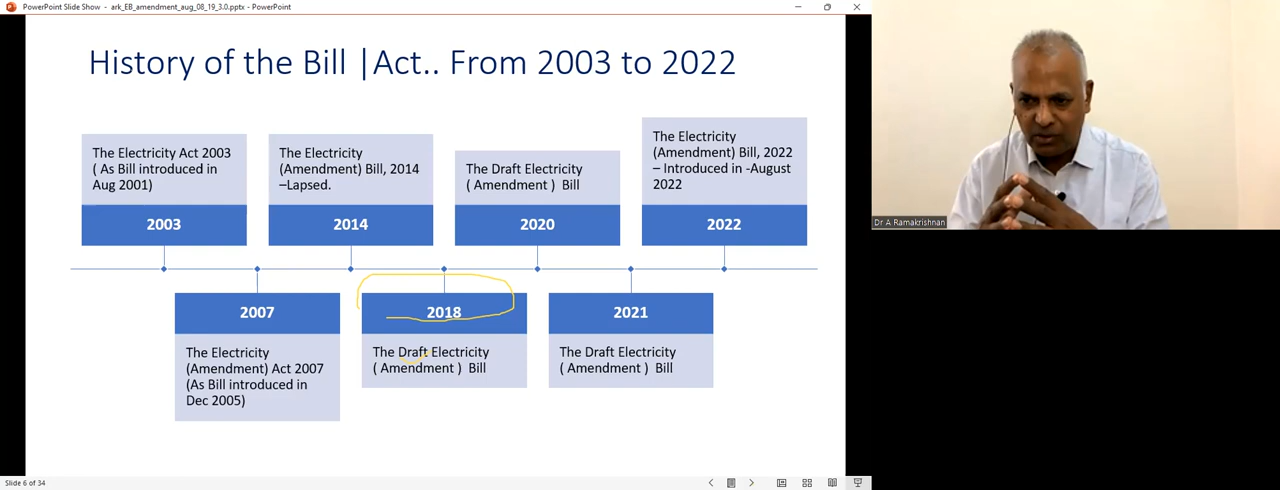 PowerPoint Slide Show - ark_EB_amendment_aug_08_19_3.0.pptx - PowerPoint
History of the Bill |Act.. From 2003 to 2022
The Electricity Act 2003
( As Bill introduced in
Aug 2001)
2003
The Electricity
(Amendment) Bill, 2014
–Lapsed.
2014
The Draft Electricity
( Amendment ) Bill
2020
The Electricity
(Amendment) Bill, 2022
– Introduced in -August
2022
2022
2007
The Electricity
(Amendment) Act 2007
(As Bill introduced in
Dec 2005)
2018
The Draft Electricity
( Amendment ) Bill
2021
The Draft Electricity
( Amendment ) Bill
Dr A Ramakrishnan
Slide 6 of 34